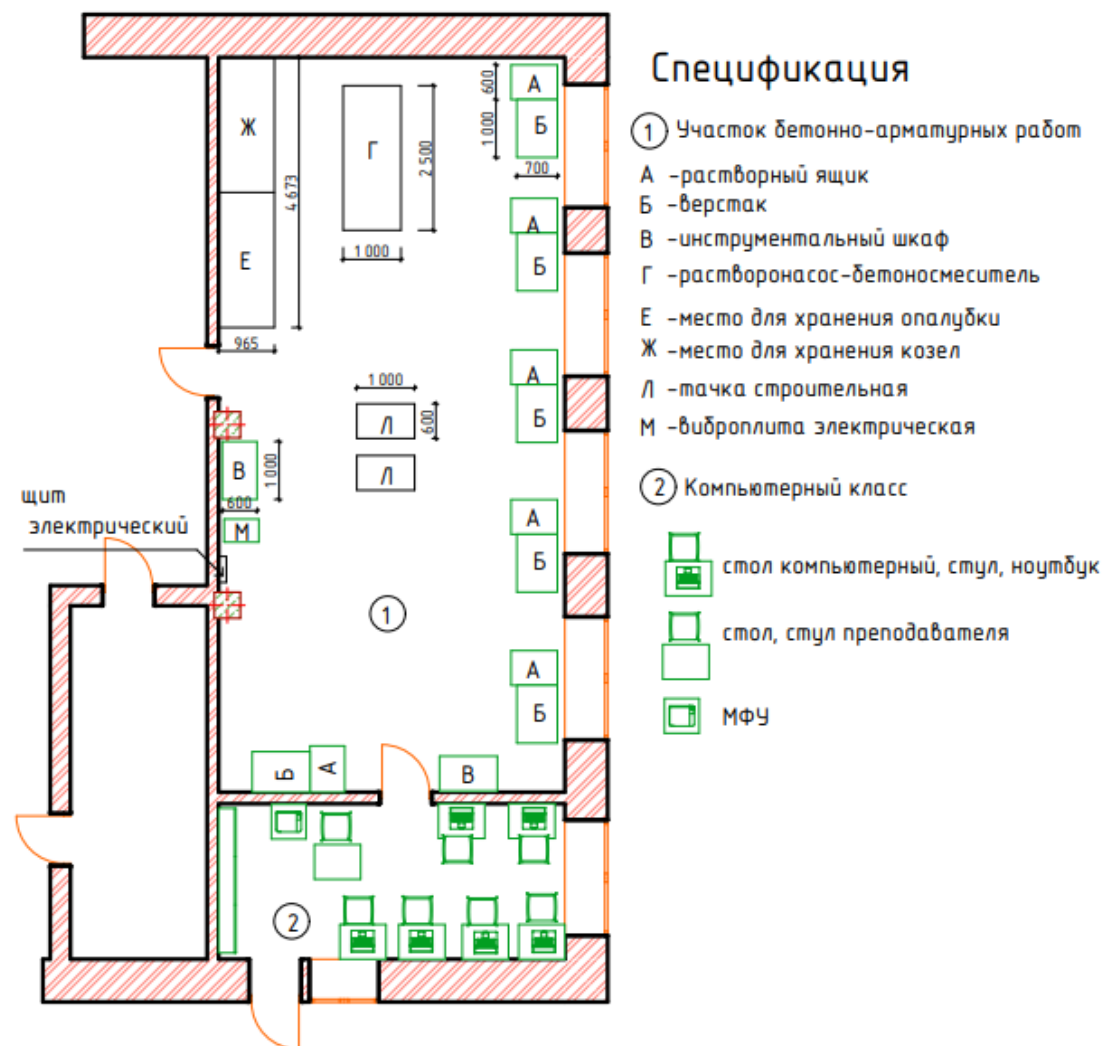 Спецификация
1 Участок бетонно-арматурных работ
А -растворный ящик
Б -верстак
В -инструментальный шкаф
Г -растворонасос-бетоносмеситель
Е -место для хранения опалубки
Ж -место для хранения козел
Л -тачка строительная
М -виброплита электрическая
2 Компьютерный класс
стол компьютерный, стул, ноутбук
стол, стул преподавателя
МФУ
Ж
Е
4 673
965
Г
2 500
1 000
600
1 000
А
Б
700
А
Б
А
Б
1 000
Л
600
Л
В
1 000
600
М
щит
электрический
А
Б
1
А
Б
Б
А
В
2